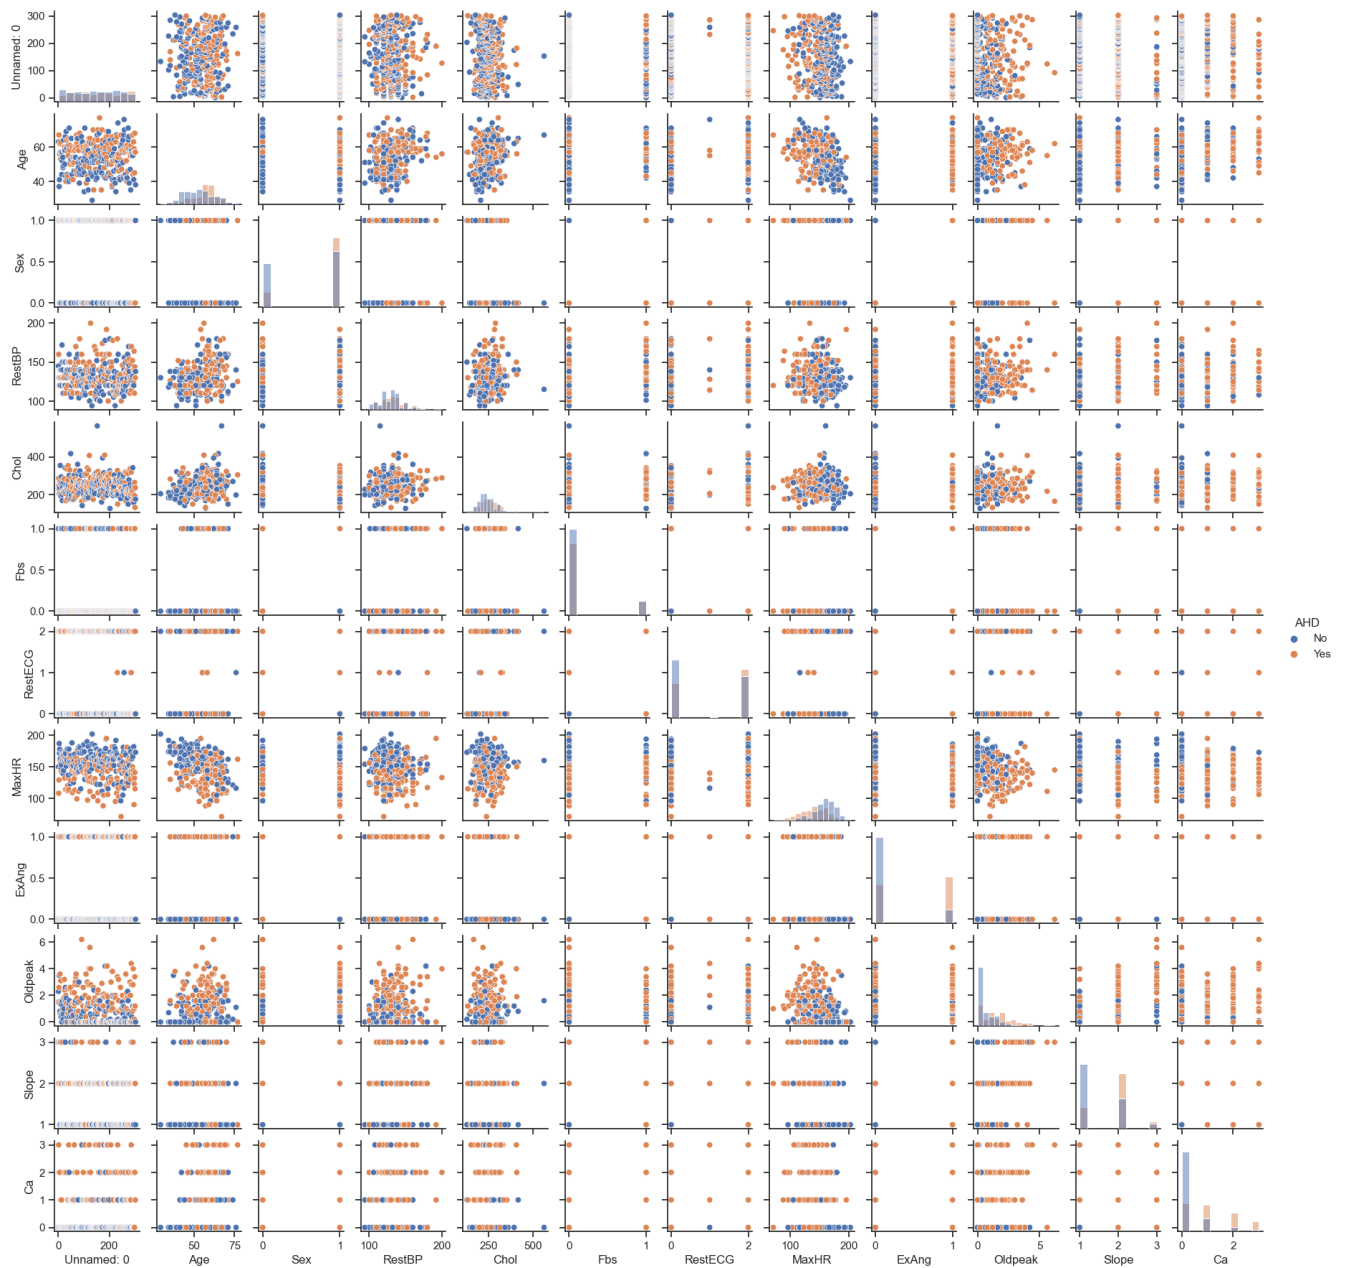 300
200
100
0
Unnamed: 0
60
40
Age
1.0
0.5
0.0
Sex
200
150
100
RestBP
400
200
Chol
1.0
0.5
0.0
Fbs
2
1
0
RestECG
AHD
No
Yes
200
150
100
MaxHR
1.0
0.5
0.0
ExAng
6
4
2
0
Oldpeak
3
2
1
Slope
3
2
1
0
Ca
0 200 50 75 0 1 100 200 250 500 0 1 0 2 100 200 0 1 0 5 1 2 3 0 2
Unnamed: 0 Age Sex RestBP Chol Fbs RestECG MaxHR ExAng Oldpeak Slope Ca